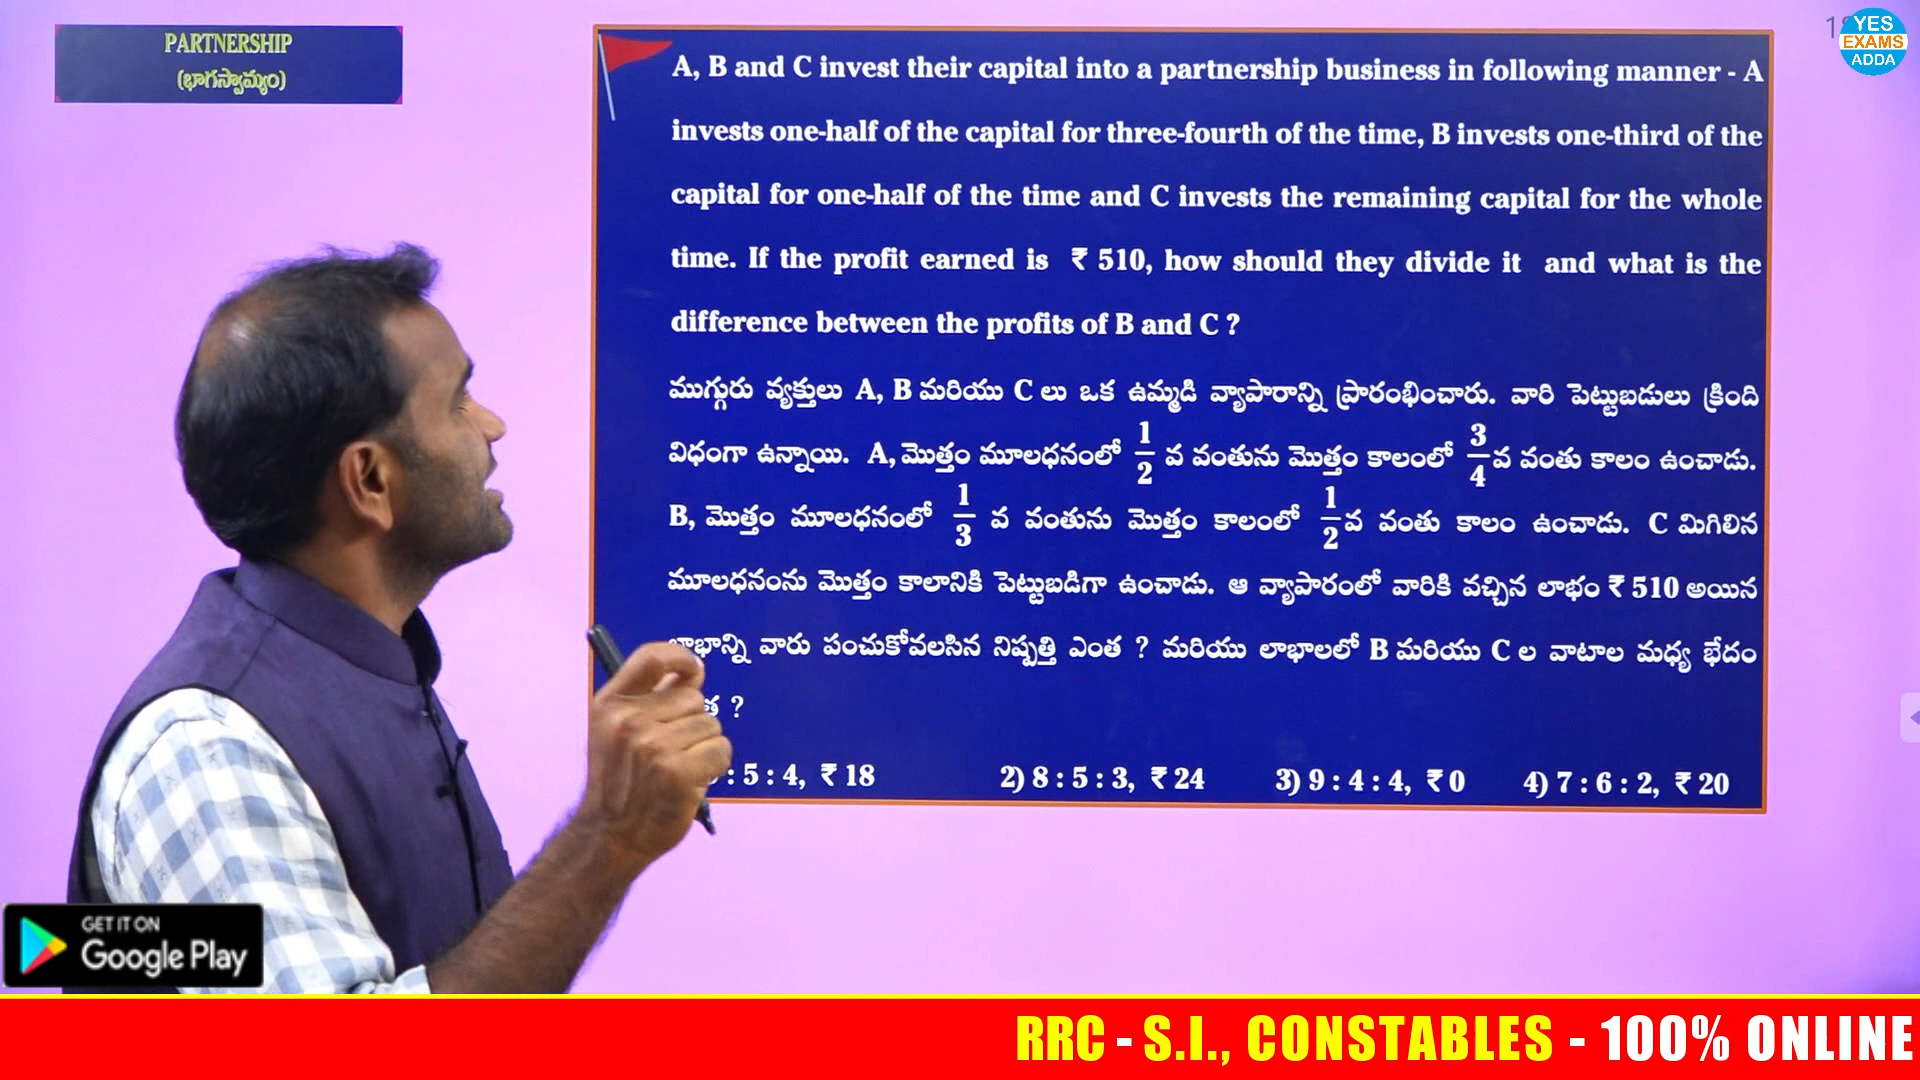 PARTNERSHIP
(భాగస్వామ్యం)
YES
EXAMS
ADDA
A, B and C invest their capital into a partnership business in following manner - A
invests one-half of the capital for three-fourth of the time, B invests one-third of the
capital for one-half of the time and C invests the remaining capital for the whole
time. If the profit earned is ₹ 510, how should they divide it and what is the
difference between the profits of B and C ?
ముగ్గురు వ్యక్తులు A, B మరియు C లు ఒక ఉమ్మడి వ్యాపారాన్ని ప్రారంభించారు. వారి పెట్టుబడులు క్రింది
విధంగా ఉన్నాయి. A, మొత్తం మూలధనంలో 1/2 వ వంతును మొత్తం కాలంలో 3/4 వ వంతు కాలం ఉంచాడు.
B, మొత్తం మూలధనంలో 1/3 వ వంతును మొత్తం కాలంలో 1/2 వ వంతు కాలం ఉంచాడు. C మిగిలిన
మూలధనంను మొత్తం కాలానికి పెట్టుబడిగా ఉంచాడు. ఆ వ్యాపారంలో వారికి వచ్చిన లాభం ₹ 510 అయిన
వారు పంచుకోవలసిన నిష్పత్తి ఎంత ? మరియు లాభాలలో B మరియు C ల వాటాల మధ్య భేదం
?
: 5 : 4, ₹ 18 2) 8 : 5 : 3, ₹ 24 3) 9 : 4 : 4, ₹ 0 4) 7 : 6 : 2, ₹ 20
GET IT ON
Google Play
RRC - S.I., CONSTABLES - 100% ONLINE